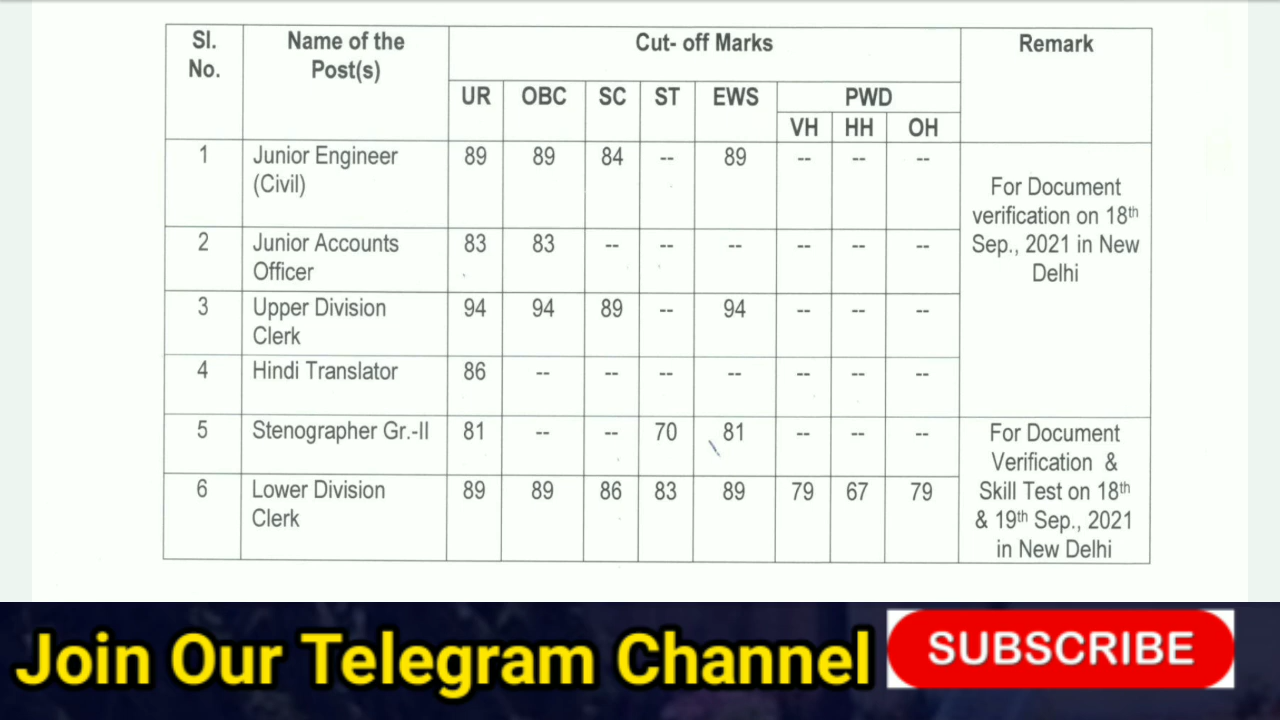 Sl. No. Name of the Post(s) Cut- off Marks Remark
UR OBC SC ST EWS PWD
VH HH OH
1 Junior Engineer (Civil) 89 89 84 -- 89 -- -- -- For Document verification on 18th Sep., 2021 in New Delhi
2 Junior Accounts Officer 83 83 -- -- -- -- -- --
3 Upper Division Clerk 94 94 89 -- 94 -- -- --
4 Hindi Translator 86 -- -- -- -- -- -- --
5 Stenographer Gr.-II 81 -- -- 70 81 -- -- -- For Document Verification & Skill Test on 18th & 19th Sep., 2021 in New Delhi
6 Lower Division Clerk 89 89 86 83 89 79 67 79
Join Our Telegram Channel SUBSCRIBE